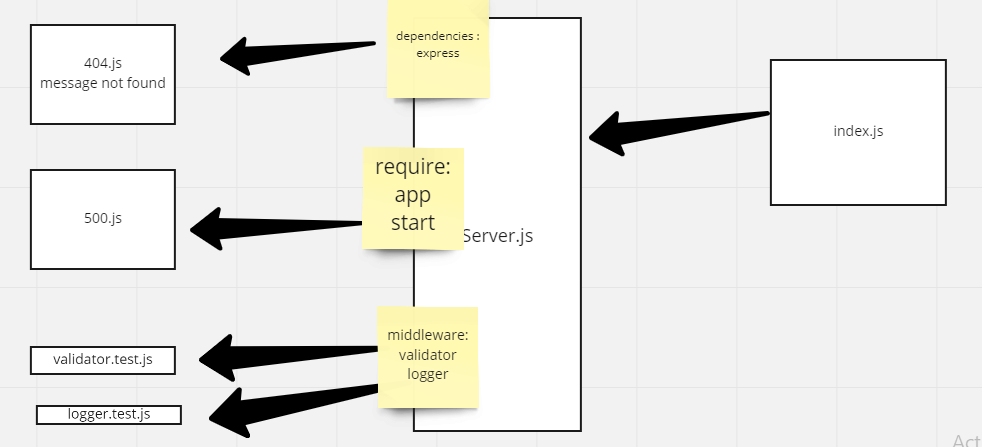 404.js
message not found
dependencies :
express
index.js
require:
app
start
500.js
Server.js
middleware:
validator
logger
validator.test.js
logger.test.js
Act